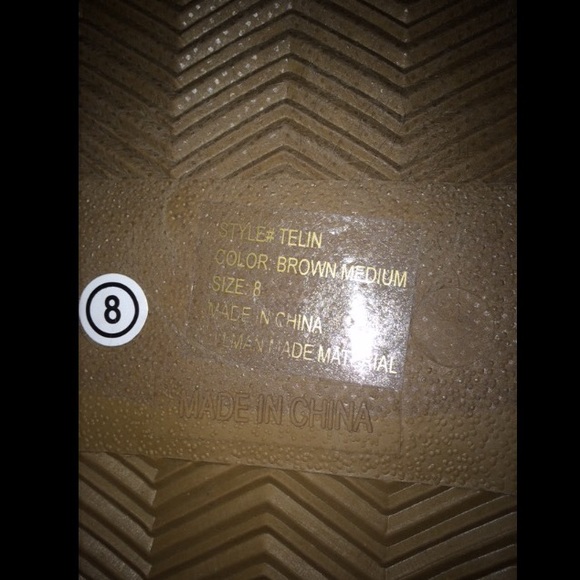 STYLE# TELIN
COLOR: BROWN MEDIUM
SIZE: 8
MADE IN CHINA
MAN MADE MATERIAL
8
MADE IN CHINA